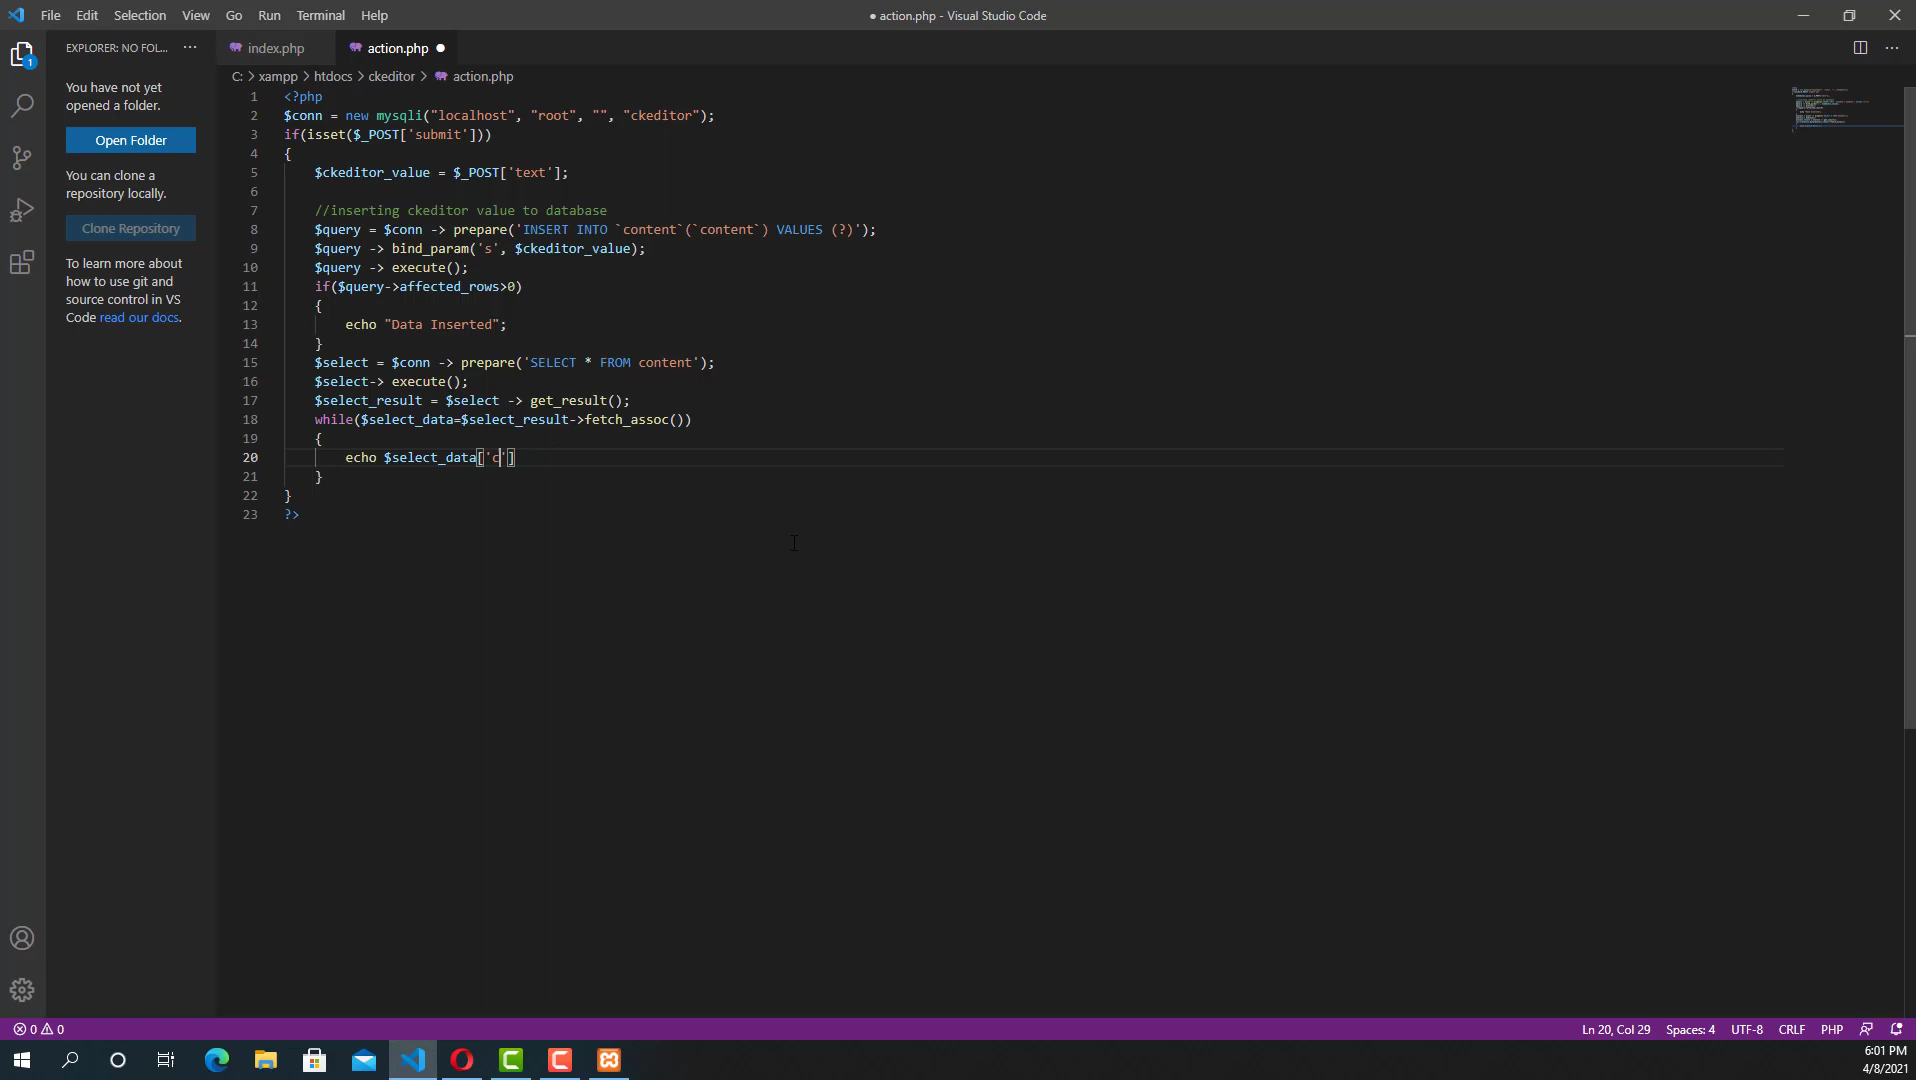 File Edit Selection View Go Run Terminal Help
● action.php - Visual Studio Code
EXPLORER: NO FOL... ···
index.php
action.php ●
C: > xampp > htdocs > ckeditor > action.php
1
You have not yet
opened a folder.
Open Folder
You can clone a
repository locally.
Clone Repository
To learn more about
how to use git and
source control in VS
Code read our docs.
1 <?php
2 $conn = new mysqli("localhost", "root", "", "ckeditor");
3 if(isset($_POST['submit']))
4 {
5 $ckeditor_value = $_POST['text'];
6
7 //inserting ckeditor value to database
8 $query = $conn -> prepare('INSERT INTO `content`(`content`) VALUES (?)');
9 $query -> bind_param('s', $ckeditor_value);
10 $query -> execute();
11 if($query->affected_rows>0)
12 {
13 echo "Data Inserted";
14 }
15 $select = $conn -> prepare('SELECT * FROM content');
16 $select-> execute();
17 $select_result = $select -> get_result();
18 while($select_data=$select_result->fetch_assoc())
19 {
20 echo $select_data['c']
21 }
22 }
23 ?>
0 0
Ln 20, Col 29 Spaces: 4 UTF-8 CRLF PHP
6:01 PM
4/8/2021